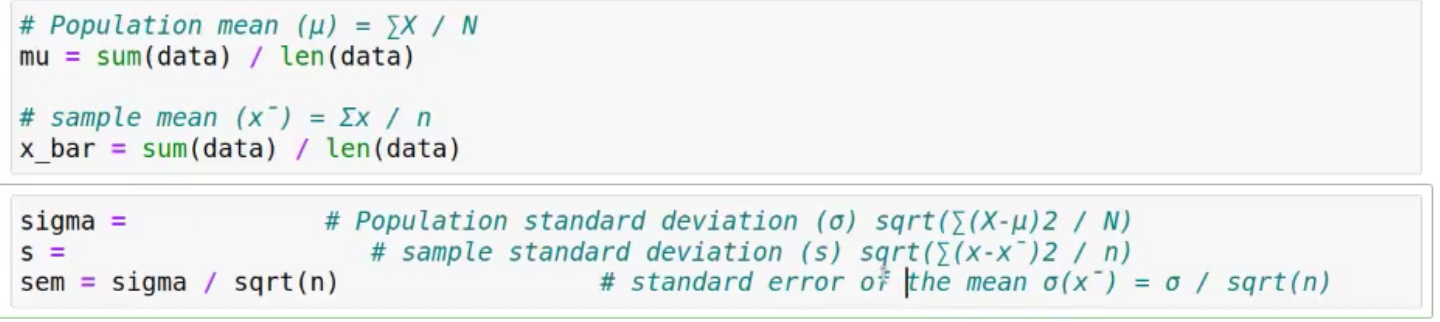 # Population mean (μ) = ∑X / N
mu = sum(data) / len(data)
# sample mean (x¯) = Σx / n
x_bar = sum(data) / len(data)
sigma = # Population standard deviation (σ) sqrt(∑(X-μ)2 / N)
s = # sample standard deviation (s) sqrt(∑(x-x¯)2 / n)
sem = sigma / sqrt(n) # standard error of the mean σ(x¯) = σ / sqrt(n)